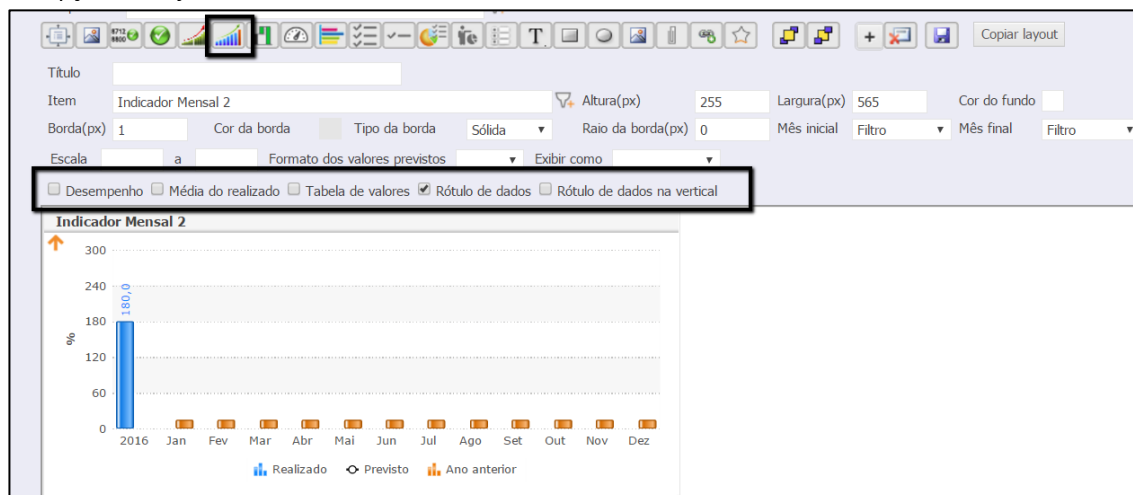 Copiar layout
Título
Item Indicador Mensal 2 Altura(px) 255 Largura(px) 565 Cor do fundo
Borda(px) 1 Cor da borda Tipo da borda Sólida Raio da borda(px) 0 Mês inicial Filtro Mês final Filtro
Escala a Formato dos valores previstos Exibir como
Desempenho Média do realizado Tabela de valores Rótulo de dados Rótulo de dados na vertical
Indicador Mensal 2
300
240
180,0
180
%
120
60
0
2016 Jan Fev Mar Abr Mai Jun Jul Ago Set Out Nov Dez
Realizado Previsto Ano anterior